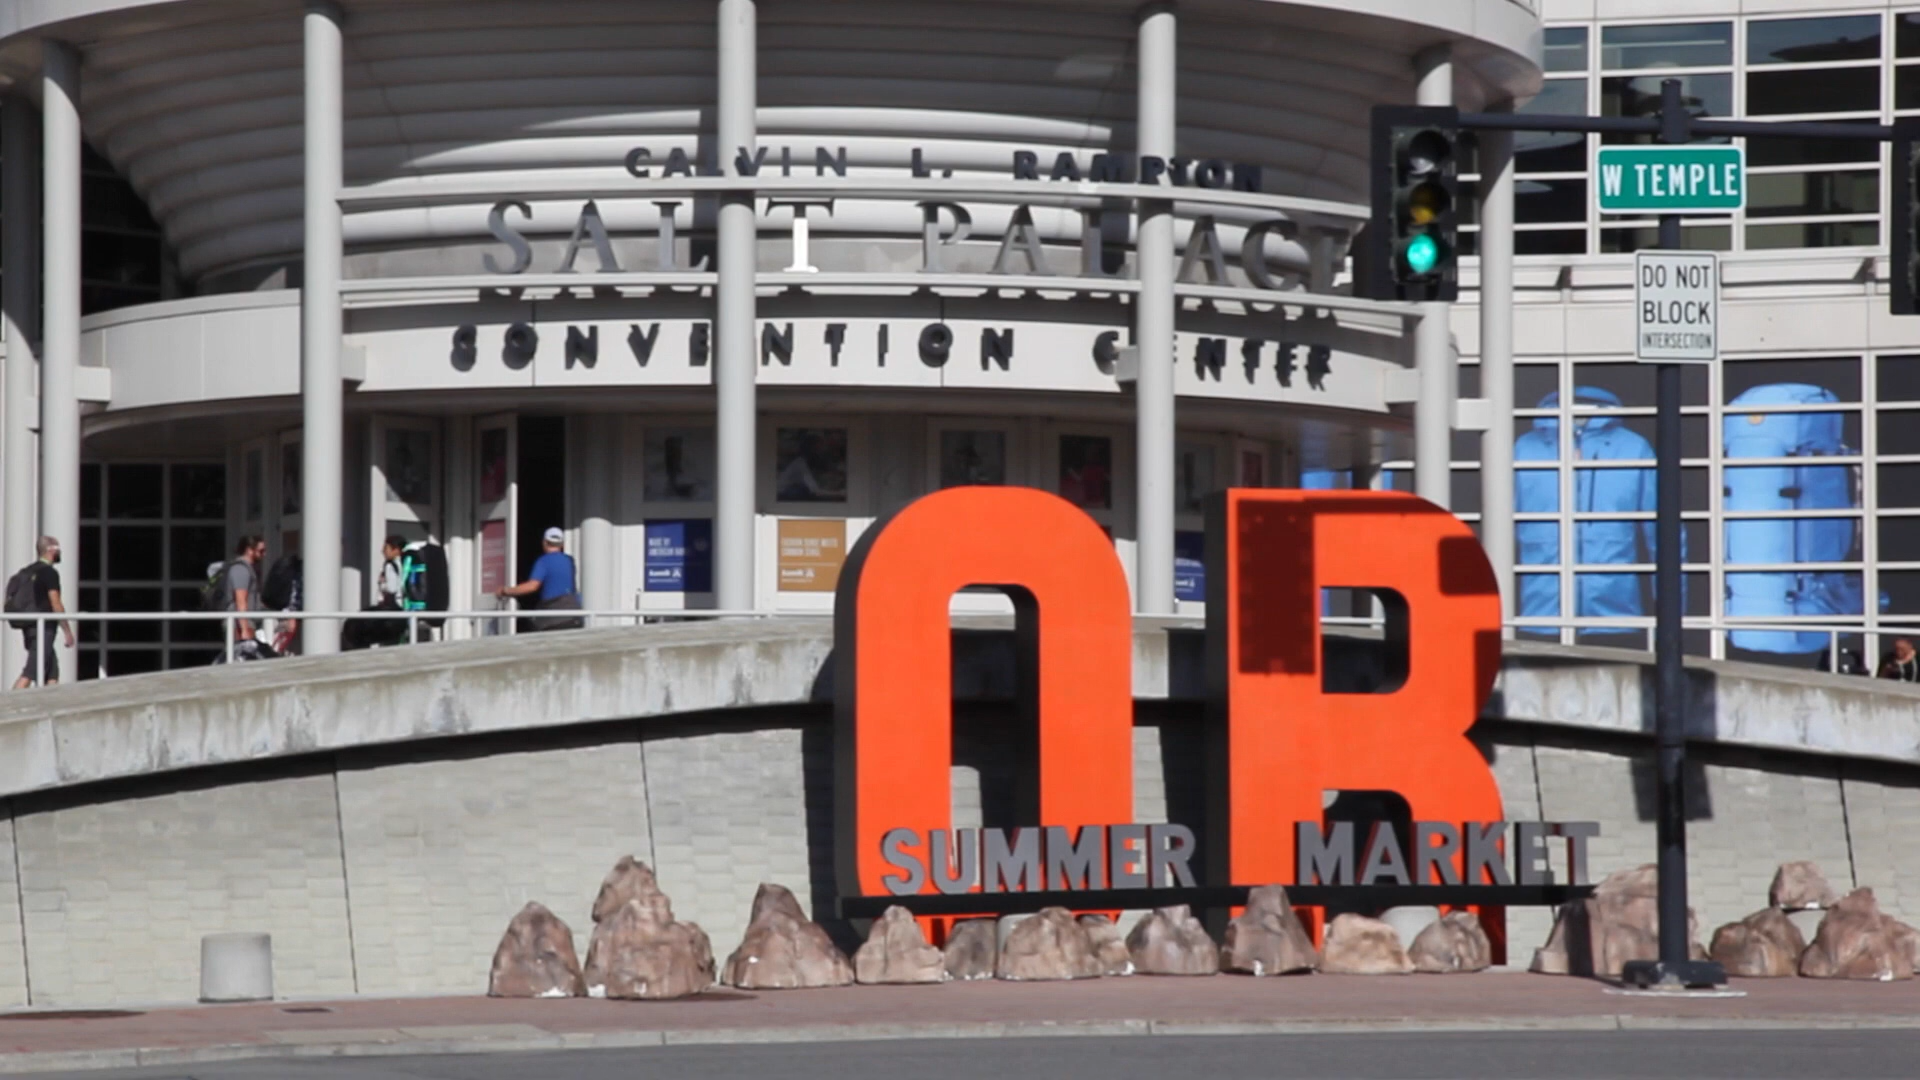 CALVIN L. RAMPTON
SALT PALACE
CONVENTION CENTER
W TEMPLE
DO NOT
BLOCK
INTERSECTION
OR
SUMMER MARKET